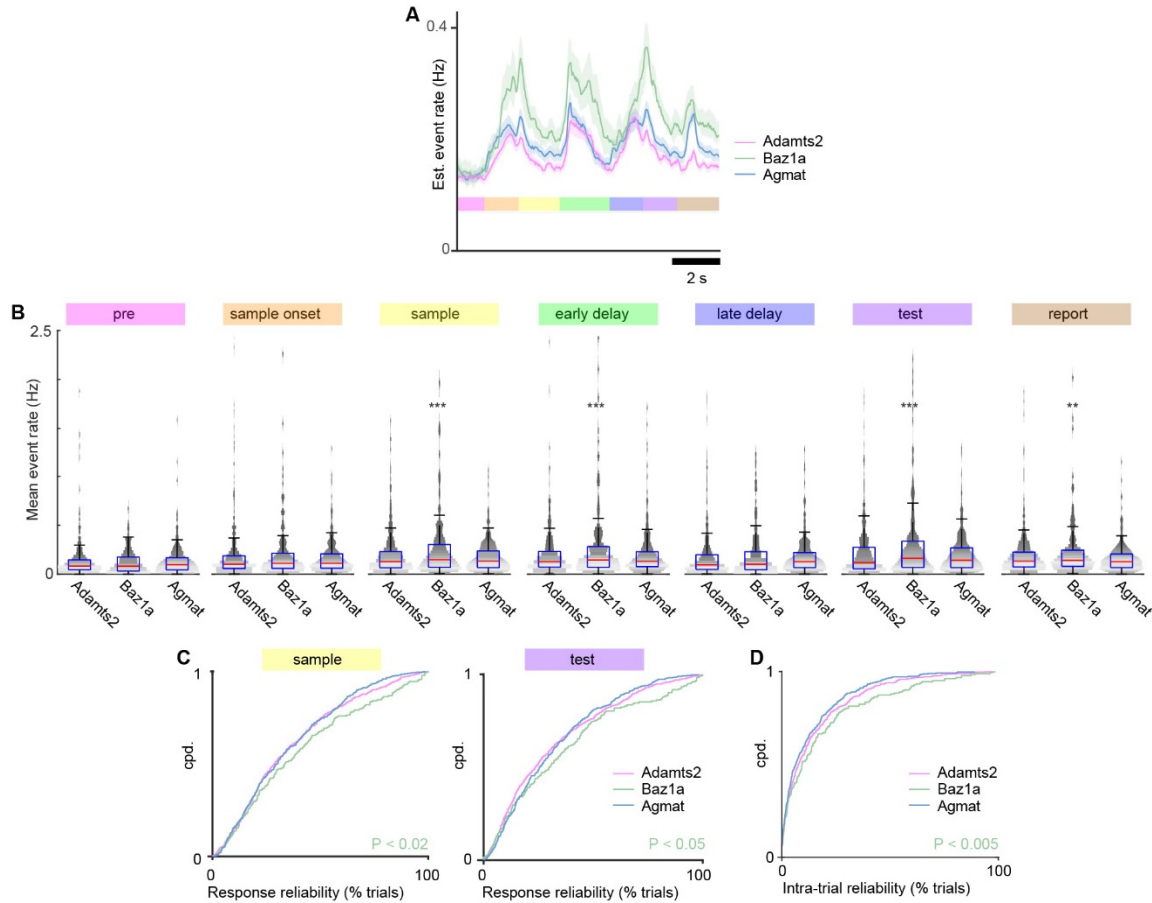 A
0.4
Est. event rate (Hz)
0
Adamts2
Baz1a
Agmat
2 s
B
pre
sample onset
sample
early delay
late delay
test
report
2.5
Mean event rate (Hz)
0
*** *** *** **
Adamts2 Baz1a Agmat Adamts2 Baz1a Agmat Adamts2 Baz1a Agmat Adamts2 Baz1a Agmat Adamts2 Baz1a Agmat Adamts2 Baz1a Agmat Adamts2 Baz1a Agmat
C
sample
1
cpd.
0
P < 0.02
0 100
Response reliability (% trials)
test
1
cpd.
0
Adamts2
Baz1a
Agmat
P < 0.05
0 100
Response reliability (% trials)
D
1
cpd.
0
Adamts2
Baz1a
Agmat
P < 0.005
0 100
Intra-trial reliability (% trials)